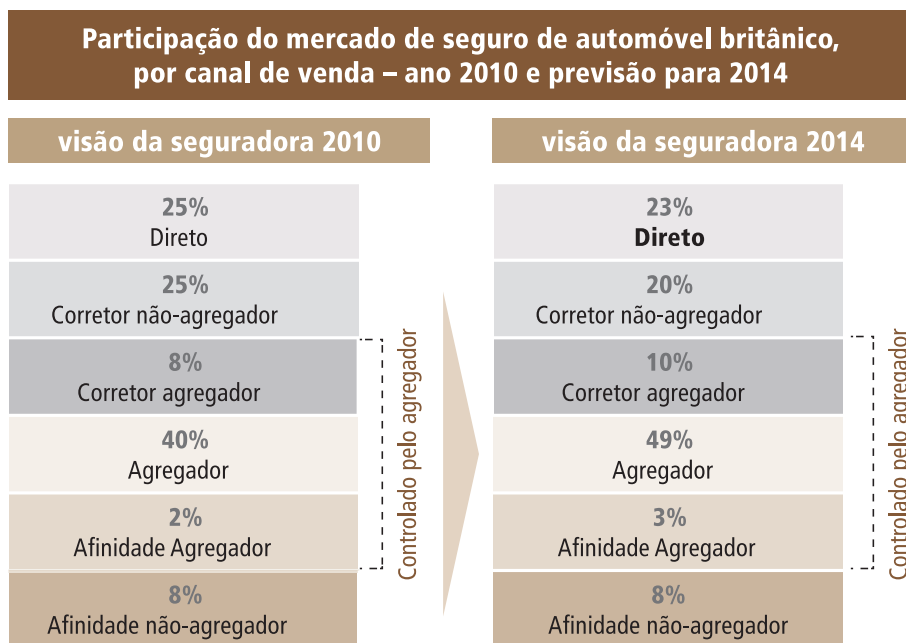 Participação do mercado de seguro de automóvel britânico,
por canal de venda – ano 2010 e previsão para 2014
visão da seguradora 2010
25%
Direto
25%
Corretor não-agregador
8%
Corretor agregador
40%
Agregador
2%
Afinidade Agregador
8%
Afinidade não-agregador
Controlado pelo agregador
visão da seguradora 2014
23%
Direto
20%
Corretor não-agregador
10%
Corretor agregador
49%
Agregador
3%
Afinidade Agregador
8%
Afinidade não-agregador
Controlado pelo agregador